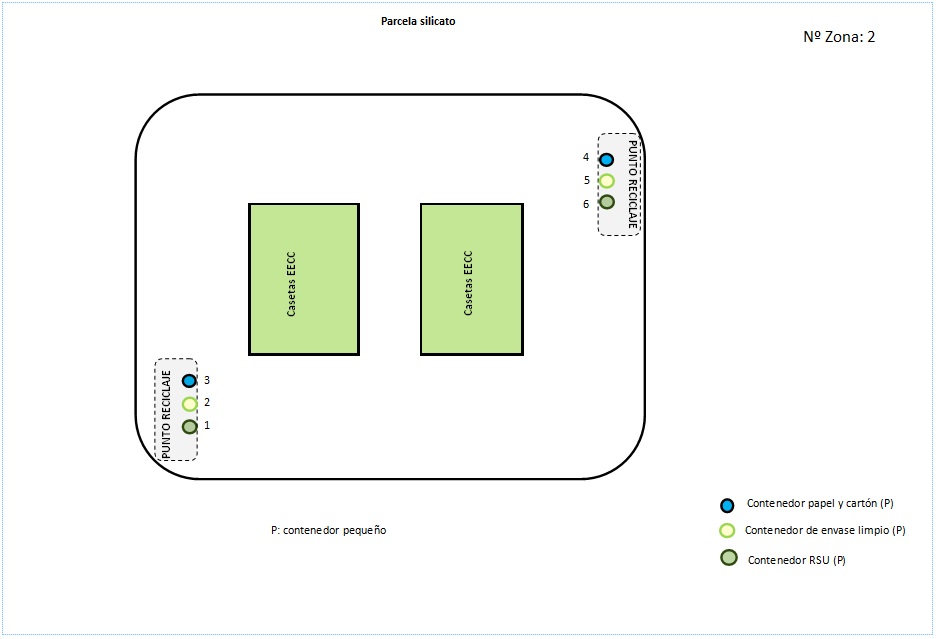 Parcela silicato
Nº Zona: 2
4
5
6
PUNTO RECICLAJE
Casetas EECC
Casetas EECC
PUNTO RECICLAJE
3
2
1
P: contenedor pequeño
Contenedor papel y cartón (P)
Contenedor de envase limpio (P)
Contenedor RSU (P)